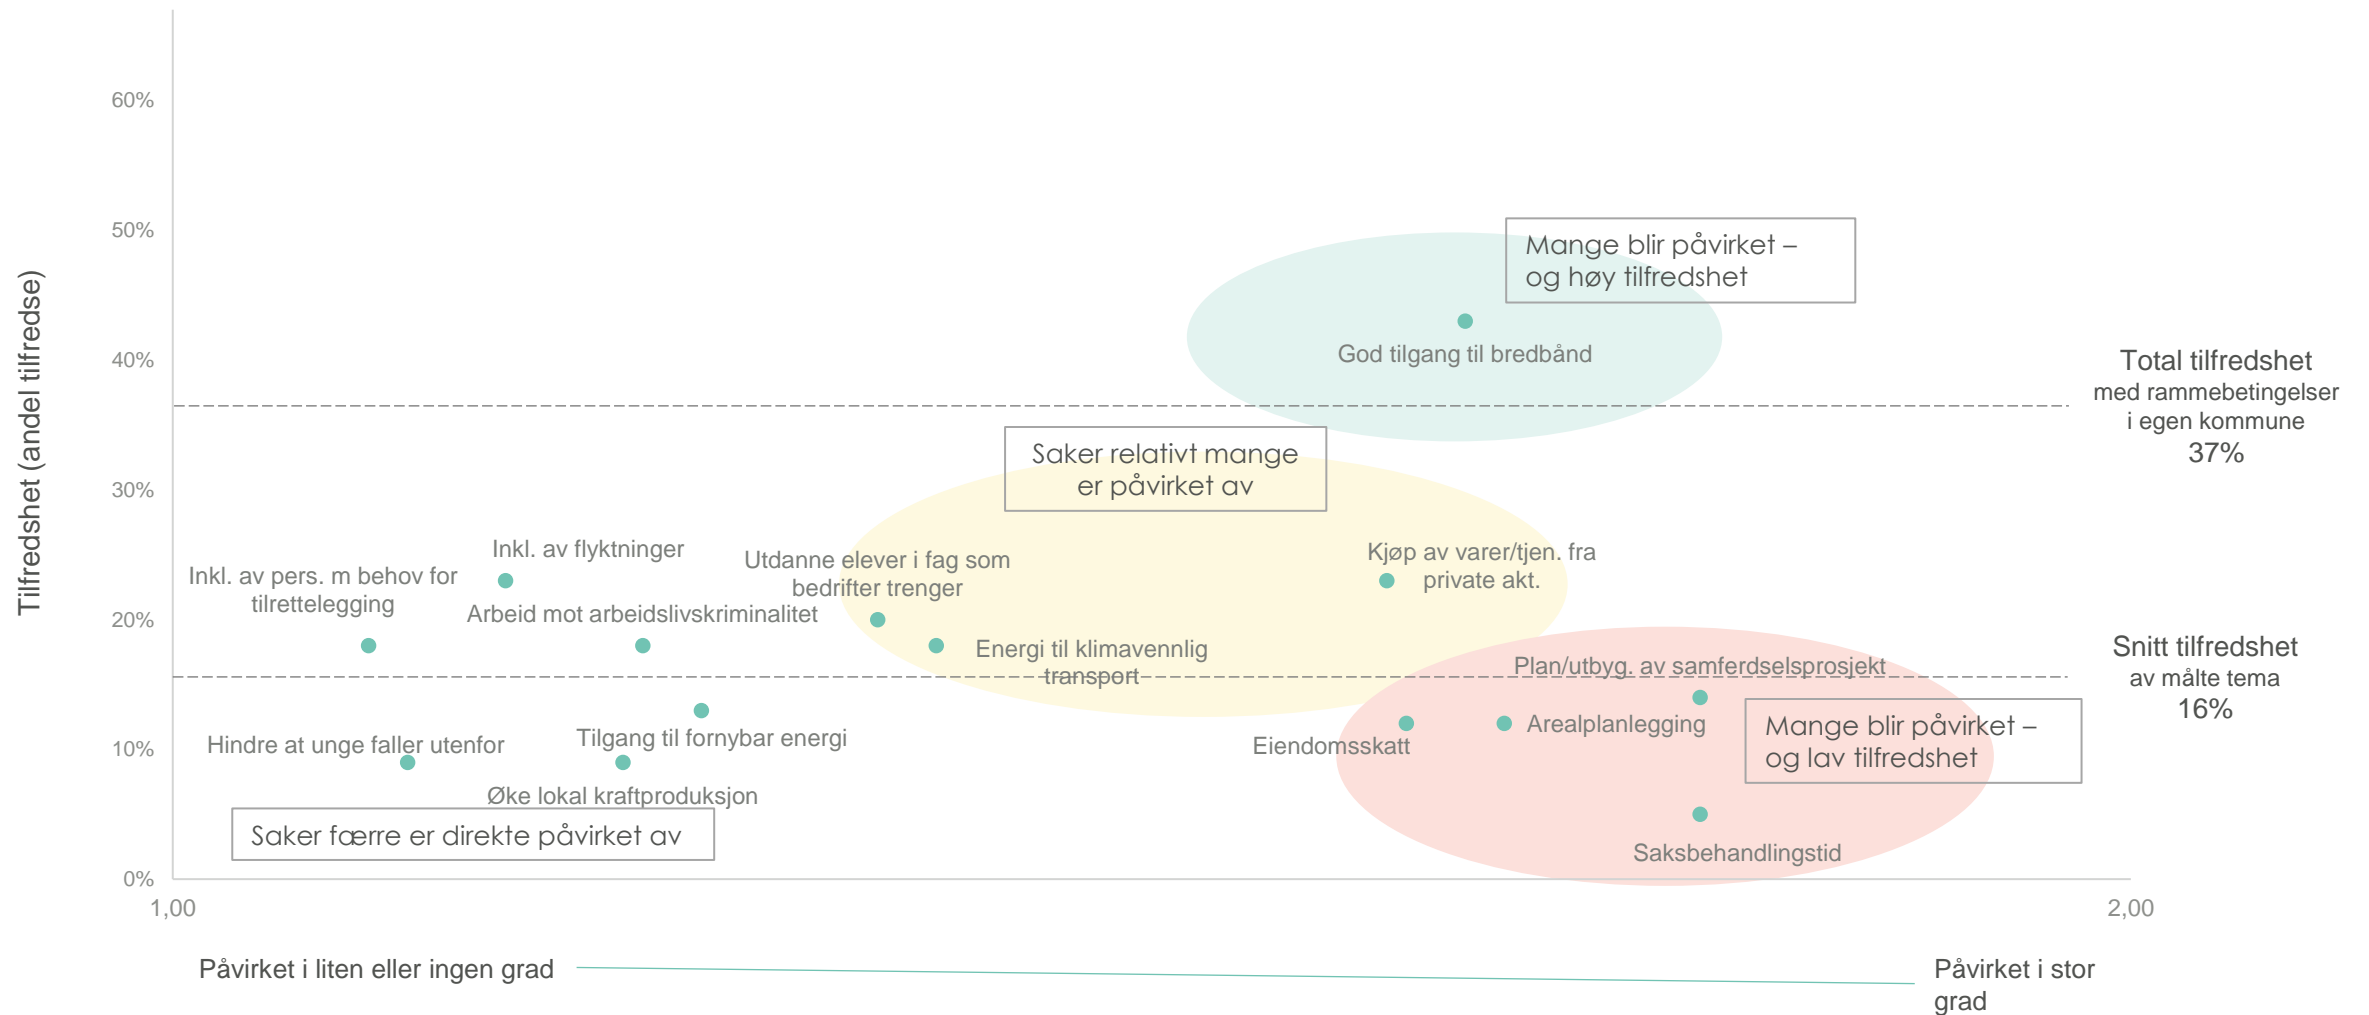 Tilfredshet (andel tilfredse)
60%
50%
40%
30%
20%
10%
0%
1,00
2,00
Mange blir påvirket –
og høy tilfredshet
God tilgang til bredbånd
Total tilfredshet
med rammebetingelser
i egen kommune
37%
Saker relativt mange
er påvirket av
Inkl. av flyktninger
Inkl. av pers. m behov for
tilrettelegging
Arbeid mot arbeidslivskriminalitet
Utdanne elever i fag som
bedrifter trenger
Kjøp av varer/tjen. fra
private akt.
Energi til klimavennlig
transport
Plan/utbyg. av samferdselsprosjekt
Snitt tilfredshet
av målte tema
16%
Hindre at unge faller utenfor
Tilgang til fornybar energi
Øke lokal kraftproduksjon
Eiendomsskatt
Arealplanlegging
Mange blir påvirket –
og lav tilfredshet
Saksbehandlingstid
Saker færre er direkte påvirket av
Påvirket i liten eller ingen grad
Påvirket i stor
grad